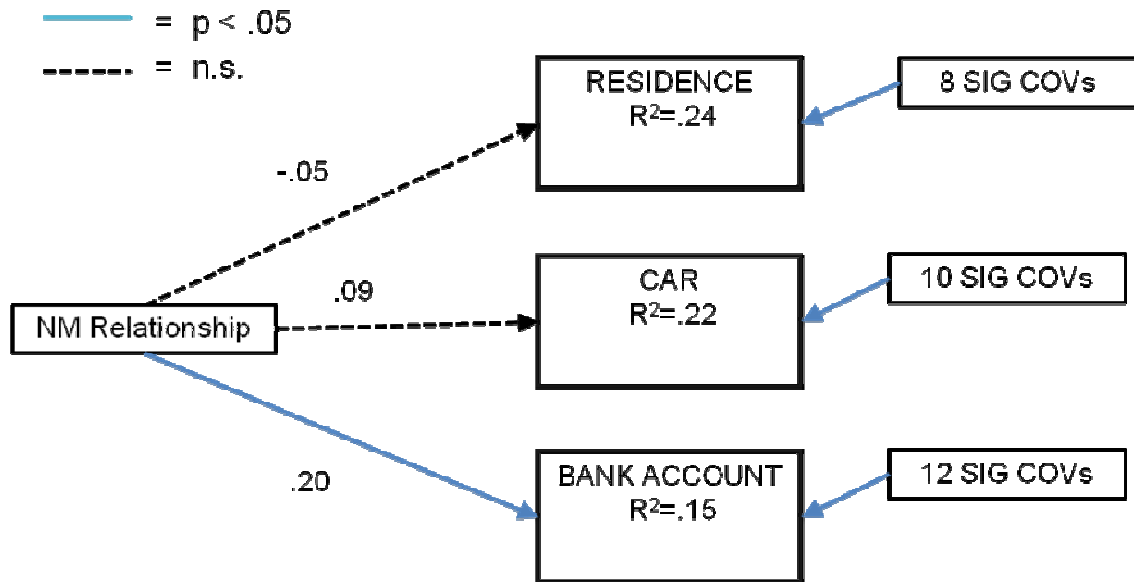 = p < .05
= n.s.
RESIDENCE
R²=.24
8 SIG COVs
-.05
CAR
R²=.22
10 SIG COVs
.09
NM Relationship
BANK ACCOUNT
R²=.15
12 SIG COVs
.20